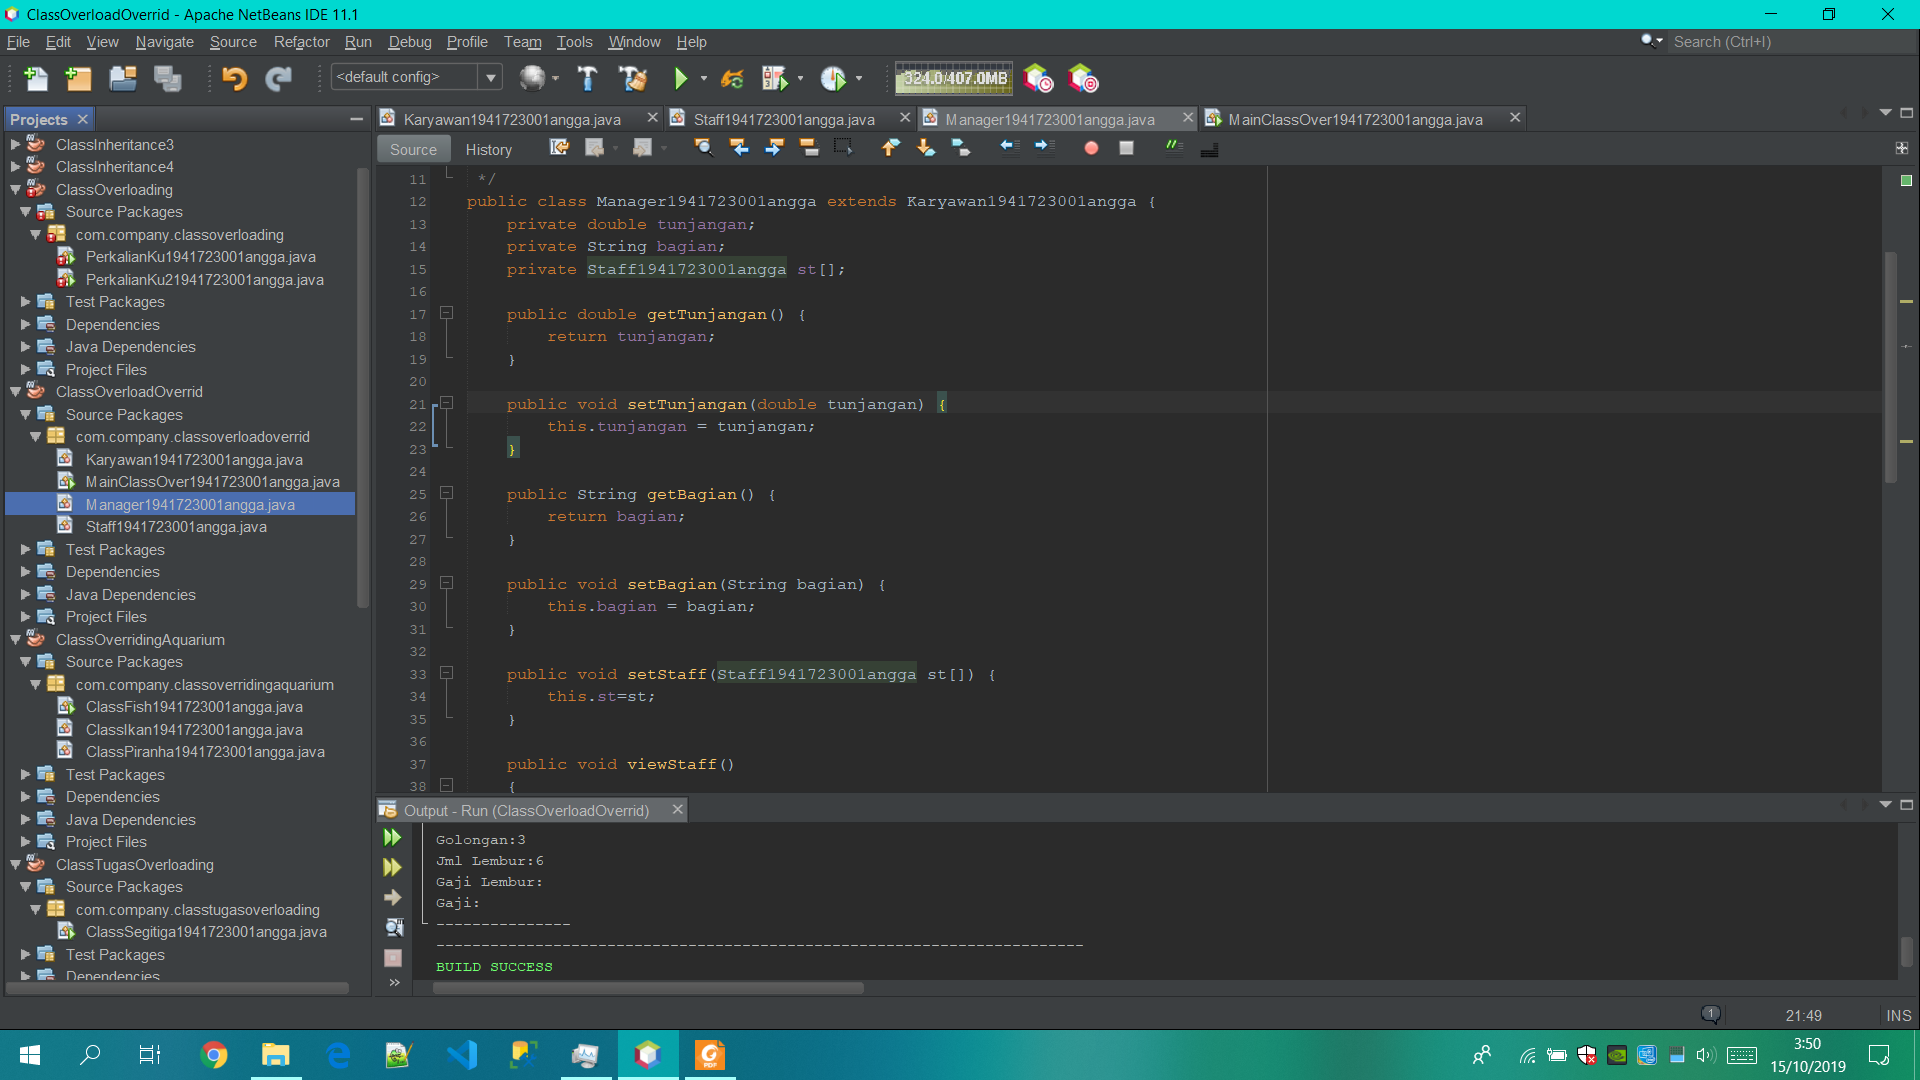 ClassOverloadOverrid - Apache NetBeans IDE 11.1
File Edit View Navigate Source Refactor Run Debug Profile Team Tools Window Help
Search (Ctrl+I)
<default config>
324.0/407.0MB
Projects
ClassInheritance3
ClassInheritance4
ClassOverloading
Source Packages
com.company.classoverloading
PerkalianKu1941723001angga.java
PerkalianKu21941723001angga.java
Test Packages
Dependencies
Java Dependencies
Project Files
ClassOverloadOverrid
Source Packages
com.company.classoverloadoverrid
Karyawan1941723001angga.java
MainClassOver1941723001angga.java
Manager1941723001angga.java
Staff1941723001angga.java
Test Packages
Dependencies
Java Dependencies
Project Files
ClassOverridingAquarium
Source Packages
com.company.classoverridingaquarium
ClassFish1941723001angga.java
ClassIkan1941723001angga.java
ClassPiranha1941723001angga.java
Test Packages
Dependencies
Java Dependencies
Project Files
ClassTugasOverloading
Source Packages
com.company.classtugasoverloading
ClassSegitiga1941723001angga.java
Test Packages
Dependencies
Karyawan1941723001angga.java Staff1941723001angga.java Manager1941723001angga.java MainClassOver1941723001angga.java
Source History
11 */
12 public class Manager1941723001angga extends Karyawan1941723001angga {
13 private double tunjangan;
14 private String bagian;
15 private Staff1941723001angga st[];
16
17 public double getTunjangan() {
18 return tunjangan;
19 }
20
21 public void setTunjangan(double tunjangan) {
22 this.tunjangan = tunjangan;
23 }
24
25 public String getBagian() {
26 return bagian;
27 }
28
29 public void setBagian(String bagian) {
30 this.bagian = bagian;
31 }
32
33 public void setStaff(Staff1941723001angga st[]) {
34 this.st=st;
35 }
36
37 public void viewStaff()
38 {
Output - Run (ClassOverloadOverrid)
Golongan:3
Jml Lembur:6
Gaji Lembur:
Gaji:
---------------
------------------------------------------------------------------------
BUILD SUCCESS
1
21:49 INS
3:50
15/10/2019